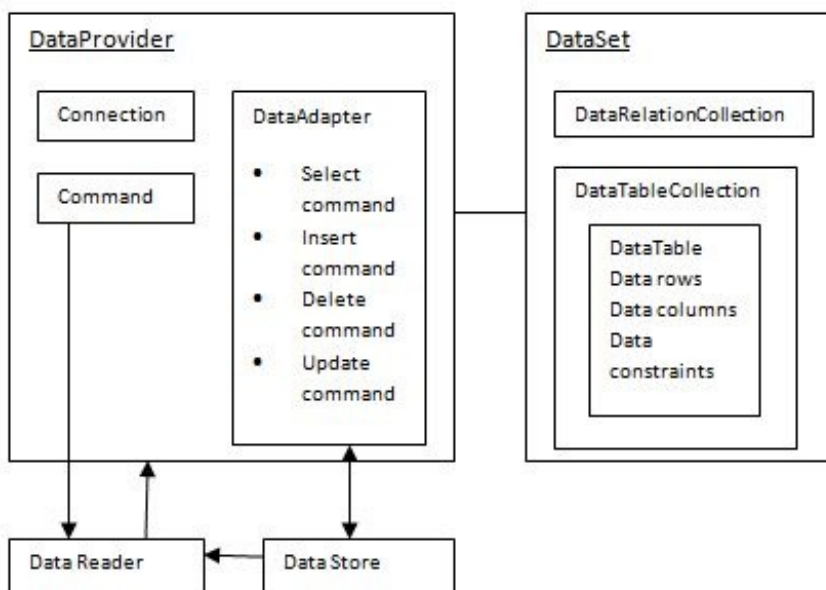 DataProvider
Connection
Command
DataAdapter
• Select
command
• Insert
command
• Delete
command
• Update
command
DataSet
DataRelationCollection
DataTableCollection
DataTable
Data rows
Data columns
Data
constraints
Data Reader
Data Store